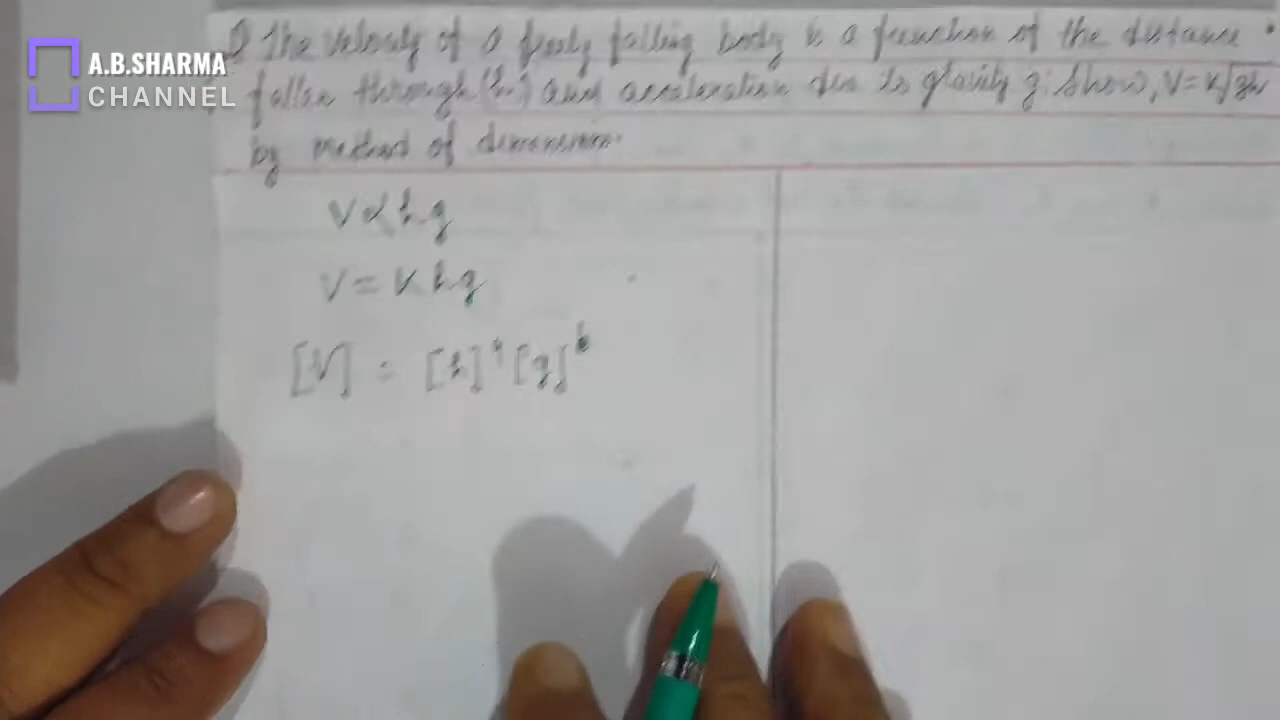 A.B.SHARMA
CHANNEL
Q The velocity of a freely falling body is a function of the distance
fallen through (h) and acceleration due to gravity g. Show, V=K√gh
by method of dimension.
V∝h.g
V=Khg
[V] = [h]ᵃ[g]ᵇ